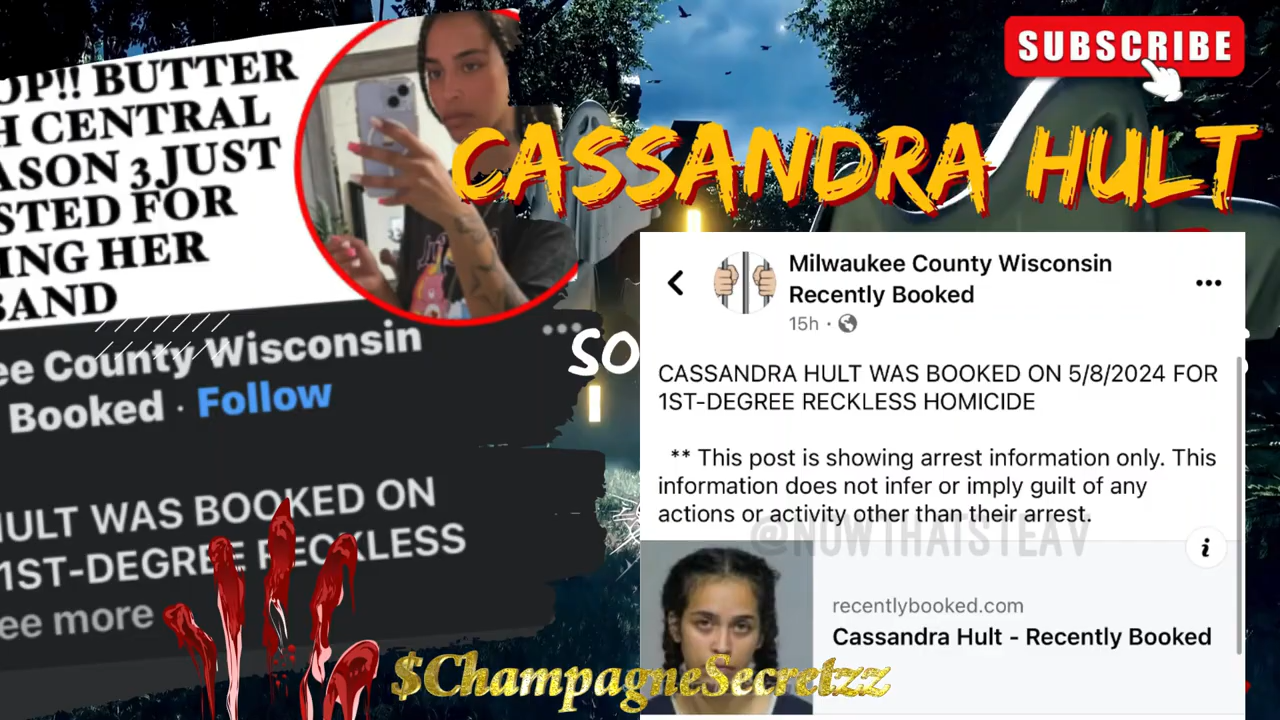 OP!! BUTTER
H CENTRAL
ASON 3 JUST
STED FOR
ING HER
BAND
SUBSCRIBE
CASSANDRA HULT
ee County Wisconsin
Booked · Follow
HULT WAS BOOKED ON
1ST-DEGREE RECKLESS
ee more
SO
Milwaukee County Wisconsin
Recently Booked
15h ·
CASSANDRA HULT WAS BOOKED ON 5/8/2024 FOR
1ST-DEGREE RECKLESS HOMICIDE
** This post is showing arrest information only. This
information does not infer or imply guilt of any
actions or activity other than their arrest.
@NOWTHAISTEAV
i
recentlybooked.com
Cassandra Hult - Recently Booked
$ChampagneSecretzz